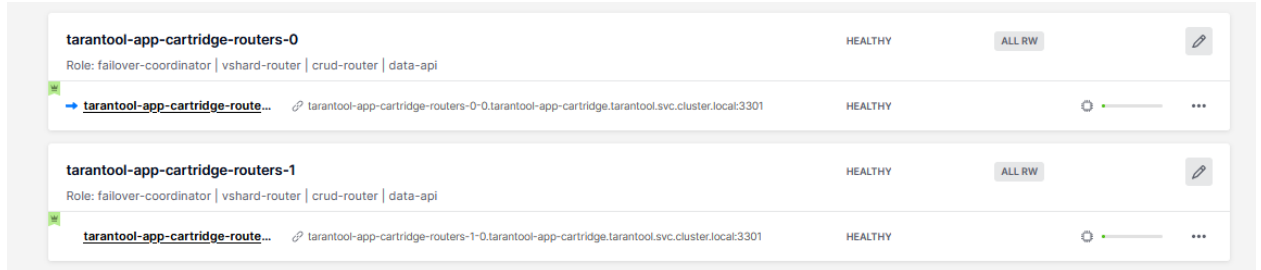 tarantool-app-cartridge-routers-0 HEALTHY ALL RW
Role: failover-coordinator | vshard-router | crud-router | data-api
tarantool-app-cartridge-route... tarantool-app-cartridge-routers-0-0.tarantool-app-cartridge.tarantool.svc.cluster.local:3301 HEALTHY
tarantool-app-cartridge-routers-1 HEALTHY ALL RW
Role: failover-coordinator | vshard-router | crud-router | data-api
tarantool-app-cartridge-route... tarantool-app-cartridge-routers-1-0.tarantool-app-cartridge.tarantool.svc.cluster.local:3301 HEALTHY